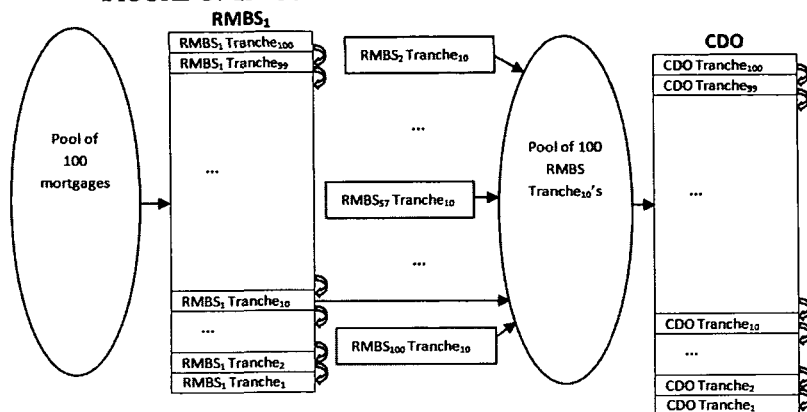 RMBS₁
CDO
RMBS₁ Tranche₁₀₀
RMBS₁ Tranche₉₉
...
RMBS₁ Tranche₁₀
...
RMBS₁ Tranche₂
RMBS₁ Tranche₁
Pool of
100
mortgages
RMBS₂ Tranche₁₀
...
RMBS₅₇ Tranche₁₀
...
RMBS₁₀₀ Tranche₁₀
Pool of 100
RMBS
Tranche₁₀'s
CDO Tranche₁₀₀
CDO Tranche₉₉
...
CDO Tranche₁₀
...
CDO Tranche₂
CDO Tranche₁